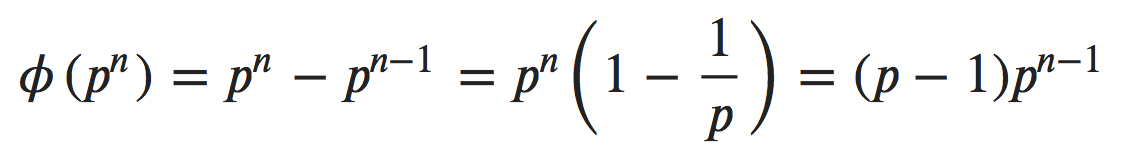 ϕ (pⁿ) = pⁿ − pⁿ⁻¹ = pⁿ (1 − 1/p) = (p − 1)pⁿ⁻¹